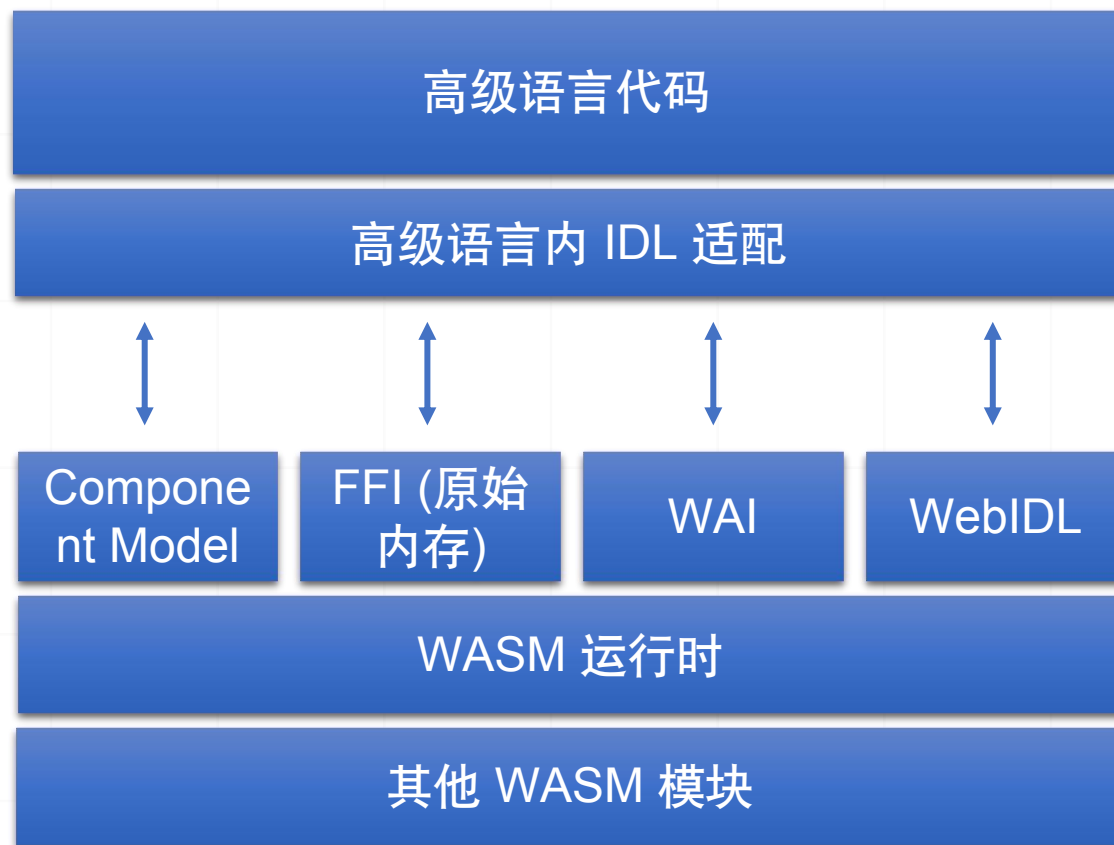 高级语言代码
高级语言内 IDL 适配
Compone
nt Model
FFI (原始
内存)
WAI
WebIDL
WASM 运行时
其他 WASM 模块